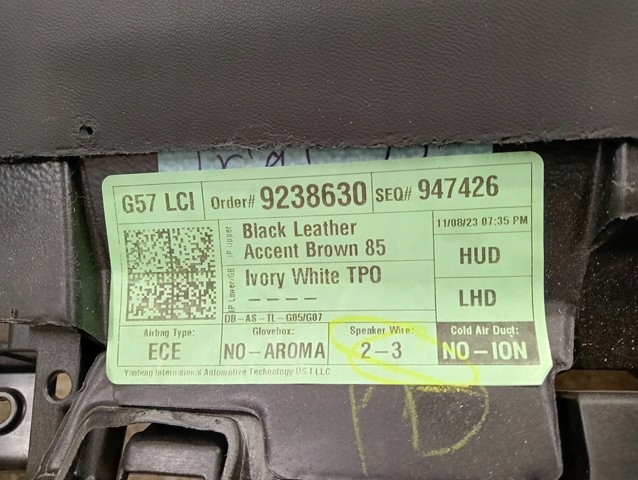 G57 LCI Order# 9238630 SEQ# 947426
IP Upper
Black Leather
Accent Brown 85
11/08/23 07:35 PM
HUD
IP Lower/GB
Ivory White TPO
– – – –
LHD
DB – AS – TL – G05/G07
Airbag Type: Glovebox: Speaker Wire: Cold Air Duct:
ECE NO–AROMA 2–3 NO–ION
Yanfeng International Automotive Technology US I LLC